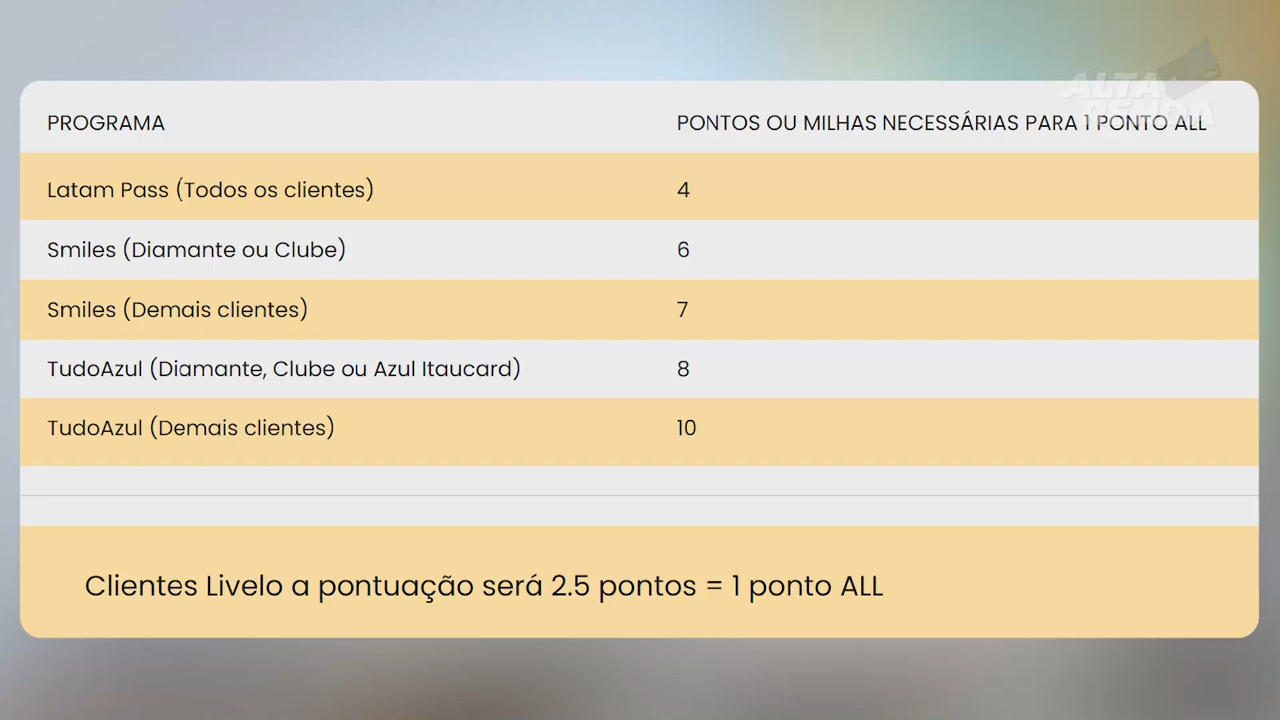 ALTA
RENDA
PROGRAMA
PONTOS OU MILHAS NECESSÁRIAS PARA 1 PONTO ALL
Latam Pass (Todos os clientes)
4
Smiles (Diamante ou Clube)
6
Smiles (Demais clientes)
7
TudoAzul (Diamante, Clube ou Azul Itaucard)
8
TudoAzul (Demais clientes)
10
Clientes Livelo a pontuação será 2.5 pontos = 1 ponto ALL